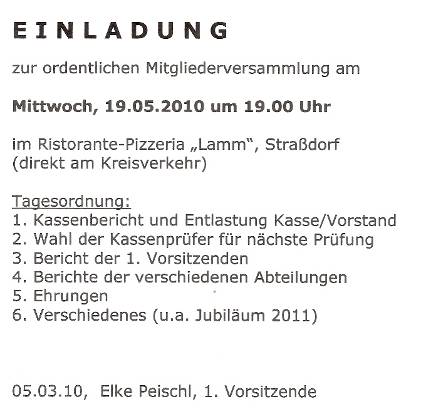 EINLADUNG
zur ordentlichen Mitgliederversammlung am
Mittwoch, 19.05.2010 um 19.00 Uhr
im Ristorante-Pizzeria „Lamm“, Straßdorf
(direkt am Kreisverkehr)
Tagesordnung:
1. Kassenbericht und Entlastung Kasse/Vorstand
2. Wahl der Kassenprüfer für nächste Prüfung
3. Bericht der 1. Vorsitzenden
4. Berichte der verschiedenen Abteilungen
5. Ehrungen
6. Verschiedenes (u.a. Jubiläum 2011)
05.03.10, Elke Peischl, 1. Vorsitzende